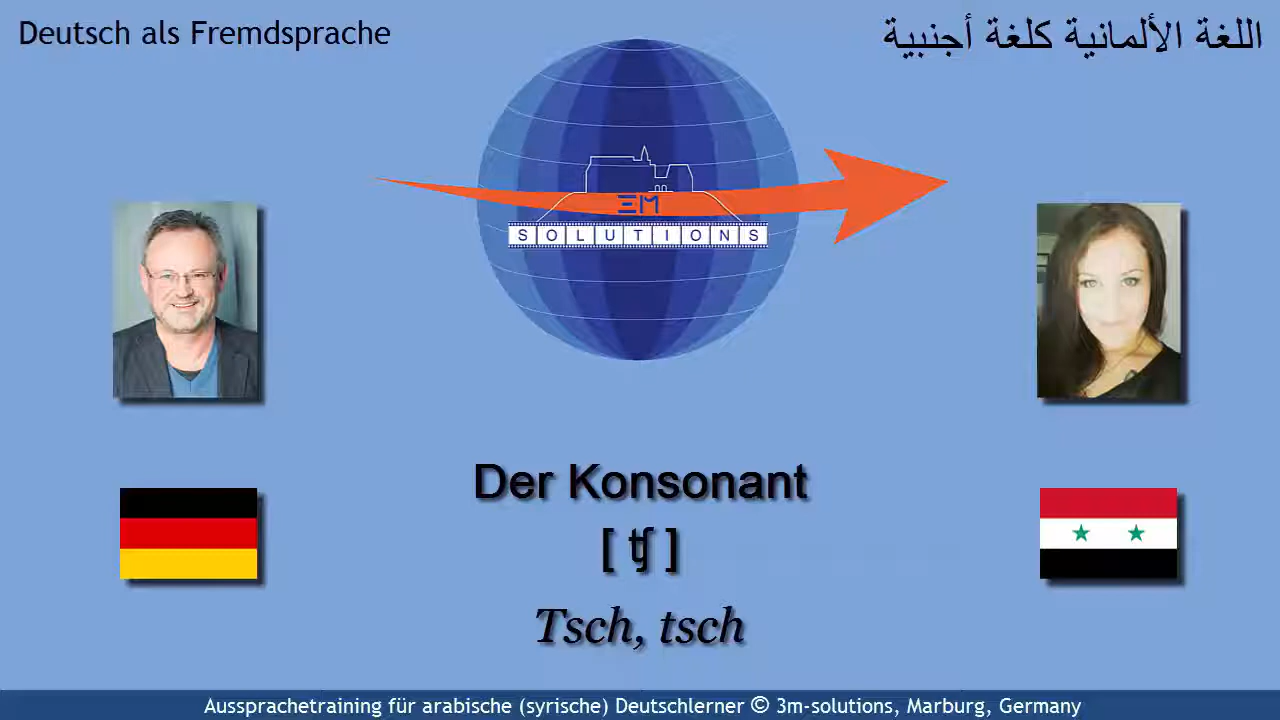 Deutsch als Fremdsprache
اللغة الألمانية كلغة أجنبية
3M
SOLUTIONS
Der Konsonant
[ ʧ ]
Tsch, tsch
Aussprachetraining für arabische (syrische) Deutschlerner © 3m-solutions, Marburg, Germany